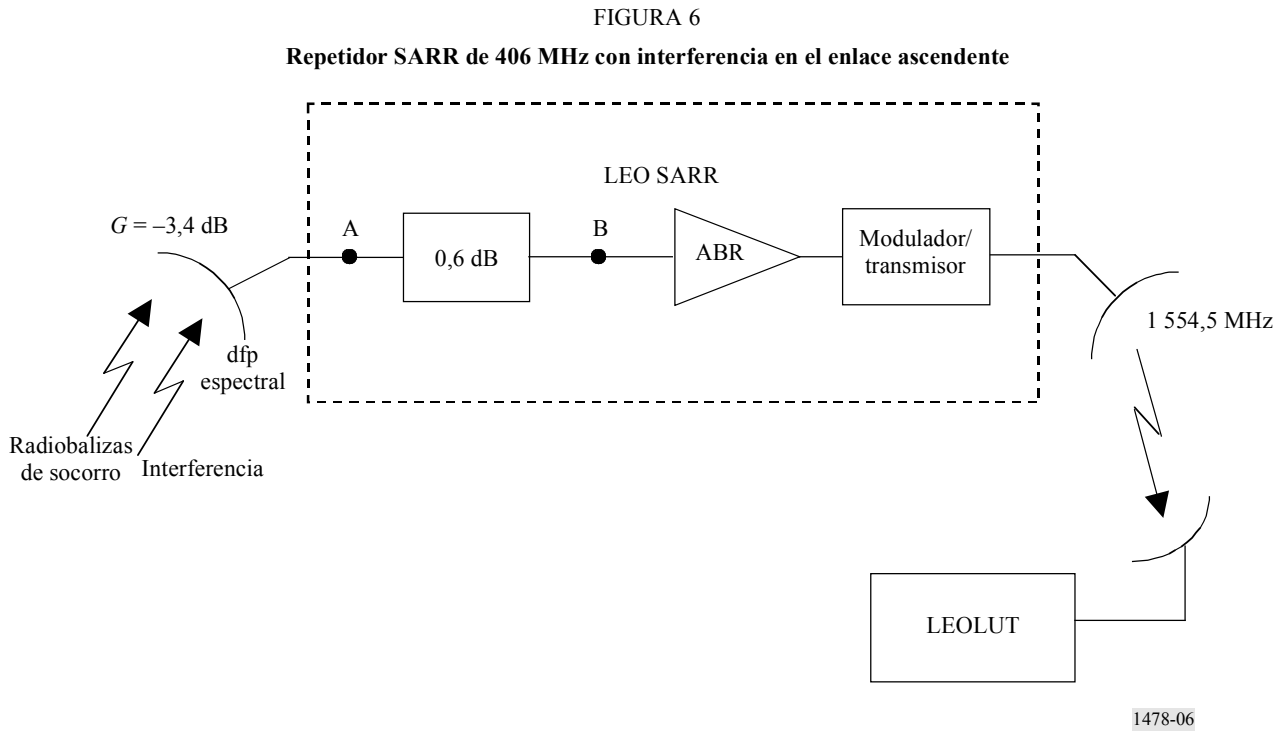 FIGURA 6
Repetidor SARR de 406 MHz con interferencia en el enlace ascendente
LEO SARR
G = –3,4 dB
A
0,6 dB
B
ABR
Modulador/
transmisor
1 554,5 MHz
dfp
espectral
Radiobalizas
de socorro
Interferencia
LEOLUT
1478-06